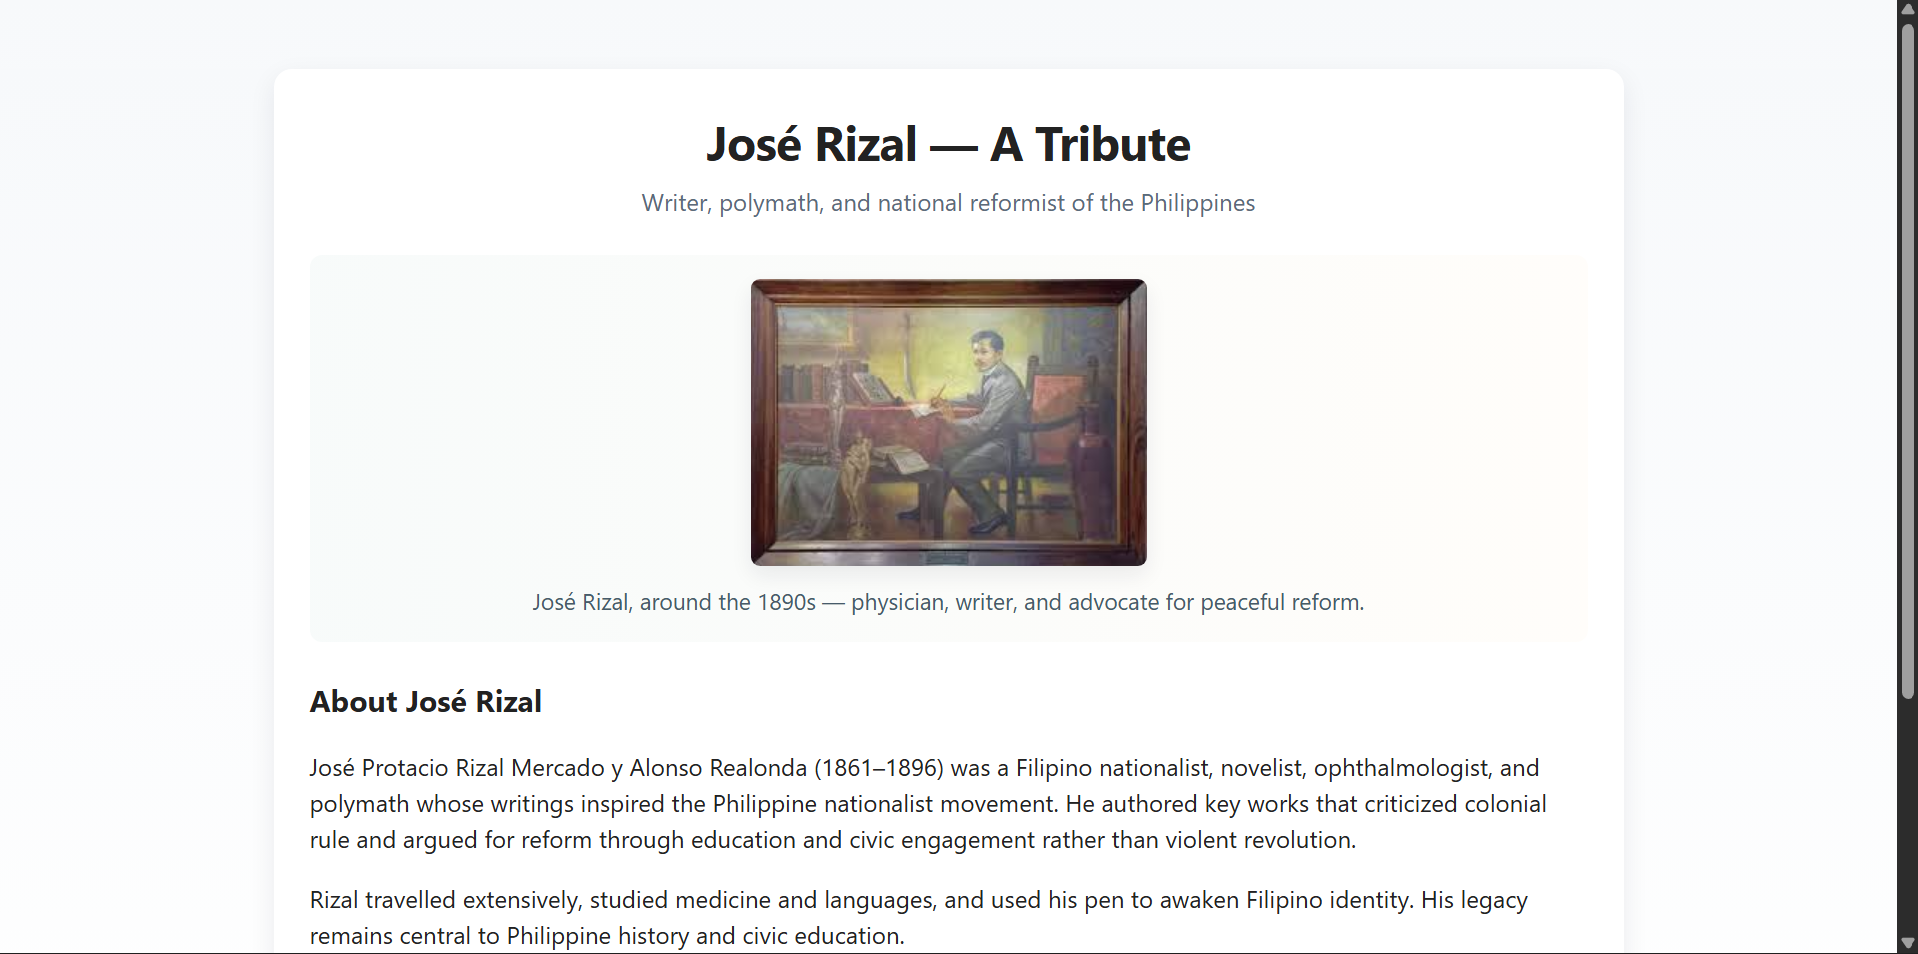 José Rizal — A Tribute
Writer, polymath, and national reformist of the Philippines
José Rizal, around the 1890s — physician, writer, and advocate for peaceful reform.
About José Rizal
José Protacio Rizal Mercado y Alonso Realonda (1861–1896) was a Filipino nationalist, novelist, ophthalmologist, and
polymath whose writings inspired the Philippine nationalist movement. He authored key works that criticized colonial
rule and argued for reform through education and civic engagement rather than violent revolution.
Rizal travelled extensively, studied medicine and languages, and used his pen to awaken Filipino identity. His legacy
remains central to Philippine history and civic education.